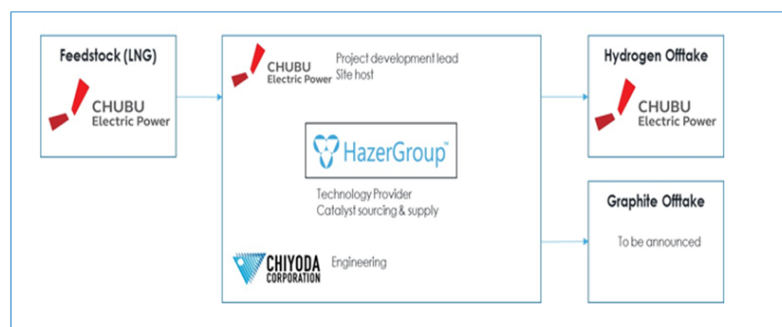 Feedstock (LNG)
CHUBU
Electric Power
CHUBU
Electric Power
Project development lead
Site host
HazerGroup™
Technology Provider
Catalyst sourcing & supply
CHIYODA
CORPORATION
Engineering
Hydrogen Offtake
CHUBU
Electric Power
Graphite Offtake
To be announced